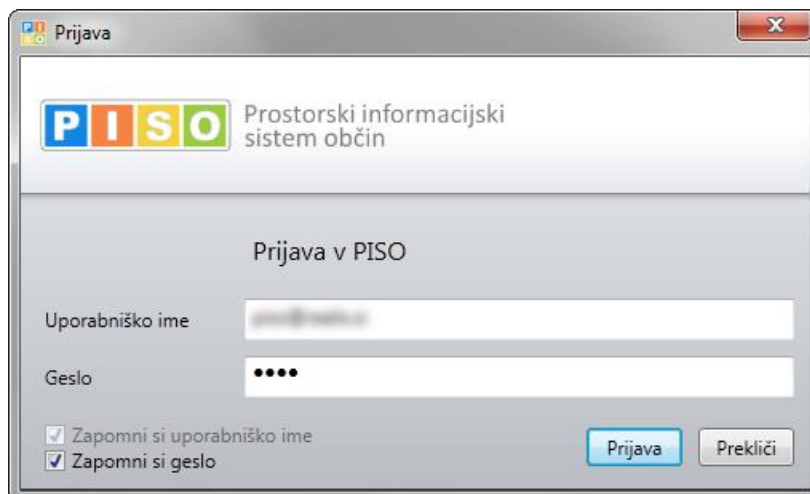 Prijava
PISO
Prostorski informacijski
sistem občin
Prijava v PISO
Uporabniško ime
Geslo
••••
Zapomni si uporabniško ime
Zapomni si geslo
Prijava
Prekliči